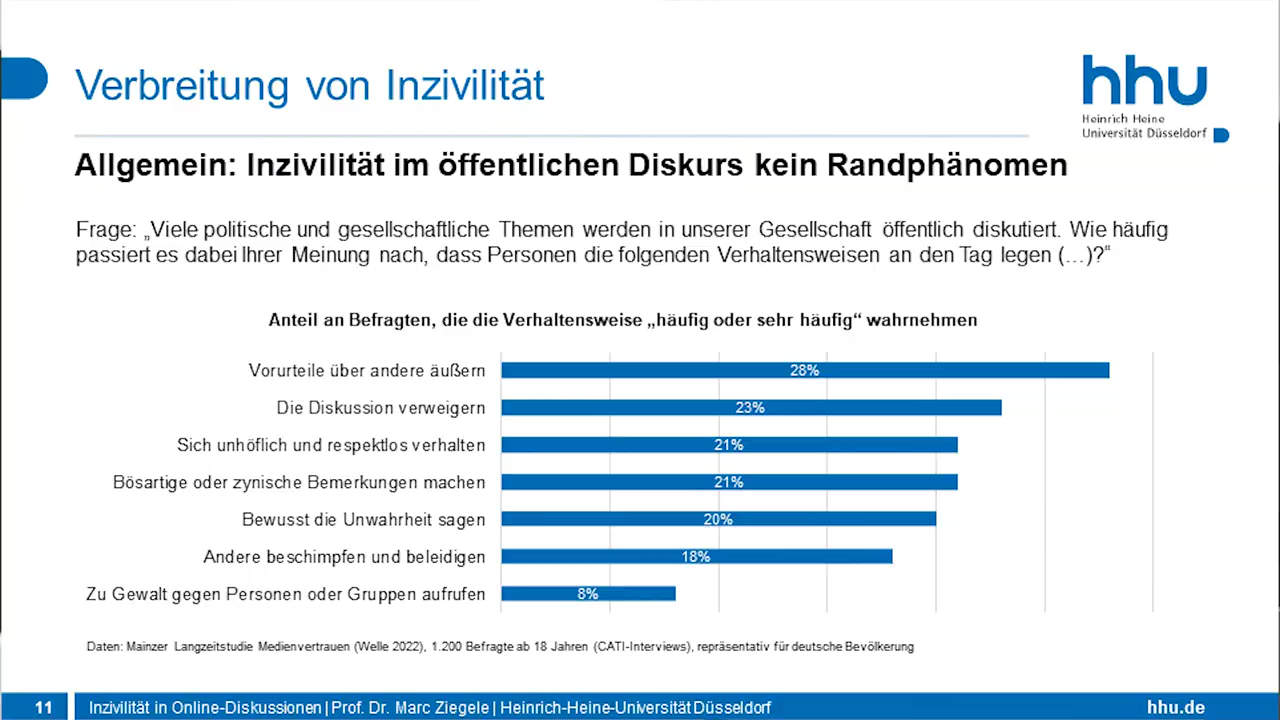 Verbreitung von Inzivilität
hhu
Heinrich Heine
Universität Düsseldorf
Allgemein: Inzivilität im öffentlichen Diskurs kein Randphänomen
Frage: „Viele politische und gesellschaftliche Themen werden in unserer Gesellschaft öffentlich diskutiert. Wie häufig
passiert es dabei Ihrer Meinung nach, dass Personen die folgenden Verhaltensweisen an den Tag legen (…)?“
Anteil an Befragten, die die Verhaltensweise „häufig oder sehr häufig“ wahrnehmen
Vorurteile über andere äußern 28%
Die Diskussion verweigern 23%
Sich unhöflich und respektlos verhalten 21%
Bösartige oder zynische Bemerkungen machen 21%
Bewusst die Unwahrheit sagen 20%
Andere beschimpfen und beleidigen 18%
Zu Gewalt gegen Personen oder Gruppen aufrufen 8%
Daten: Mainzer Langzeitstudie Medienvertrauen (Welle 2022), 1.200 Befragte ab 18 Jahren (CATI-Interviews), repräsentativ für deutsche Bevölkerung
11 Inzivilität in Online-Diskussionen | Prof. Dr. Marc Ziegele | Heinrich-Heine-Universität Düsseldorf hhu.de